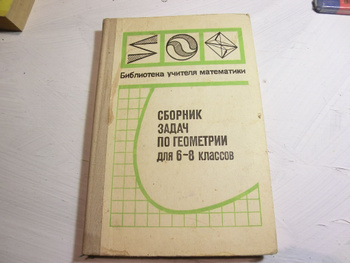 Библиотека учителя математики
СБОРНИК
ЗАДАЧ
ПО ГЕОМЕТРИИ
для 6–8 классов